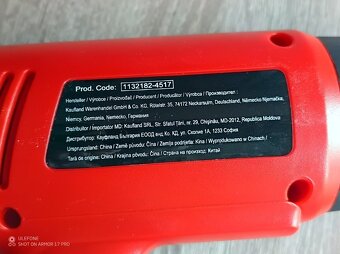 Prod. Code: 1132182-4517
Hersteller / Výrobce / Proizvođač / Producent / Producător / Výrobca / Производител :
Kaufland Warenhandel GmbH & Co. KG, Rötelstr. 35, 74172 Neckarsulm, Deutschland, Německo Njemačka,
Niemcy, Germania, Nemecko, Германия
Distribuitor / Importator MD: Kaufland SRL, Str. Sfatul Țării, nr. 29, Chișinău, MD-2012, Republica Moldova
Дистрибутор: Кауфланд България ЕООД енд Ко. КД, ул. Скопие 1А, 1233 София
Ursprungsland: China / Země původu: Čína / Zemlja podrijetla: Kina / Wyprodukowano w Chinach /
Țară de origine: China / Krajina pôvodu: Čína / Страна на произход: Китай
ULEFONE
SHOT ON ARMOR 17 PRO